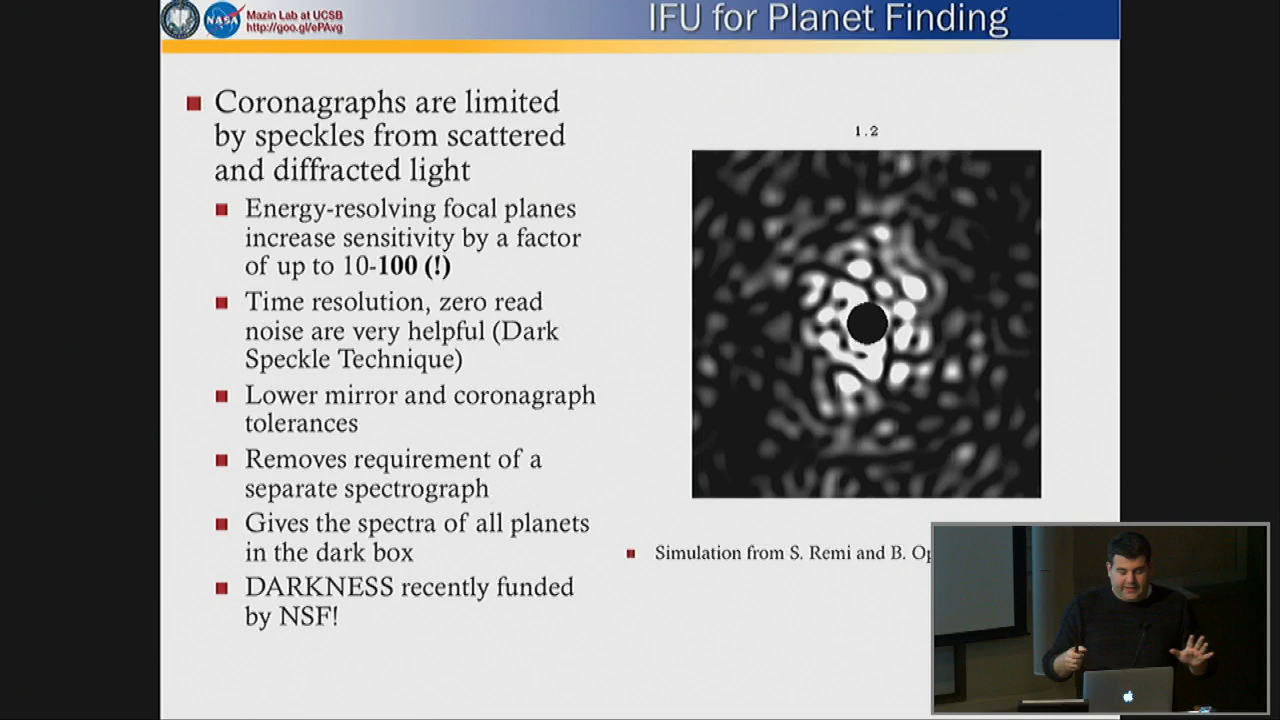 Mazin Lab at UCSB
http://goo.gl/ePAvg
IFU for Planet Finding
NASA
Coronagraphs are limited
by speckles from scattered
and diffracted light
Energy-resolving focal planes
increase sensitivity by a factor
of up to 10-100 (!)
Time resolution, zero read
noise are very helpful (Dark
Speckle Technique)
Lower mirror and coronagraph
tolerances
Removes requirement of a
separate spectrograph
Gives the spectra of all planets
in the dark box
DARKNESS recently funded
by NSF!
1.2
Simulation from S. Remi and B. Op